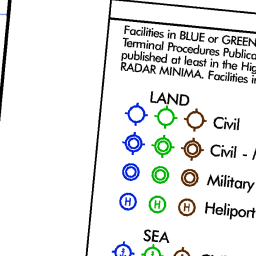 Facilities in BLUE or GREEN
Terminal Procedures Publica
published at least in the Hig
RADAR MINIMA. Facilities in
LAND
Civil
Civil - 
Military
H H H Heliport
SEA